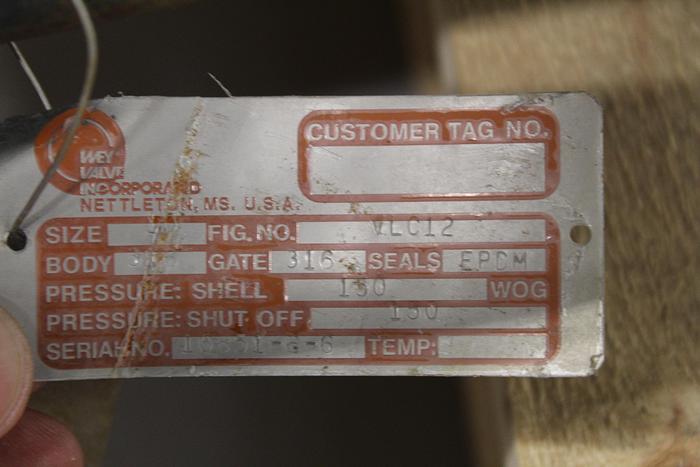 WEY
VALVE
INCORPORATED
NETTLETON, MS. U.S.A.
CUSTOMER TAG NO.
SIZE FIG. NO. VLC12
BODY GATE 316 SEALS EPDM
PRESSURE: SHELL 150 WOG
PRESSURE: SHUT OFF 150
SERIAL NO. TEMP: